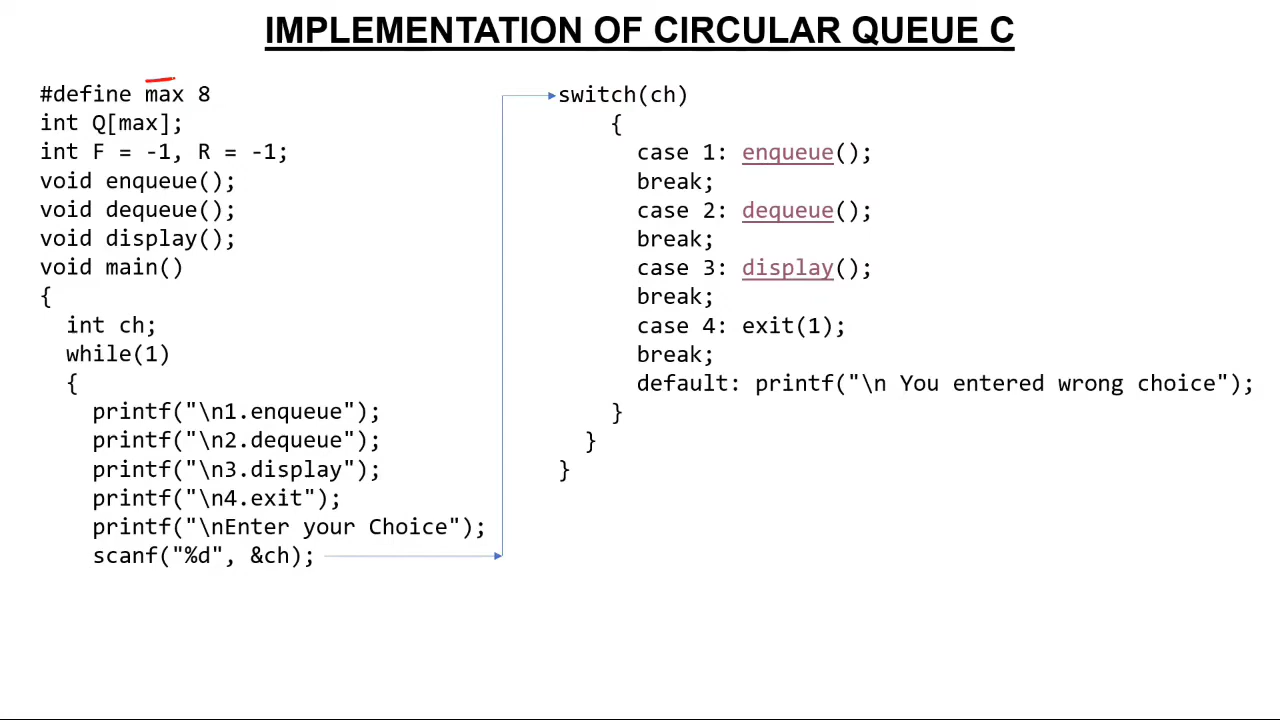 IMPLEMENTATION OF CIRCULAR QUEUE C
#define max 8
int Q[max];
int F = -1, R = -1;
void enqueue();
void dequeue();
void display();
void main()
{
int ch;
while(1)
{
printf("\n1.enqueue");
printf("\n2.dequeue");
printf("\n3.display");
printf("\n4.exit");
printf("\nEnter your Choice");
scanf("%d", &ch);
switch(ch)
{
case 1: enqueue();
break;
case 2: dequeue();
break;
case 3: display();
break;
case 4: exit(1);
break;
default: printf("\n You entered wrong choice");
}
}
}